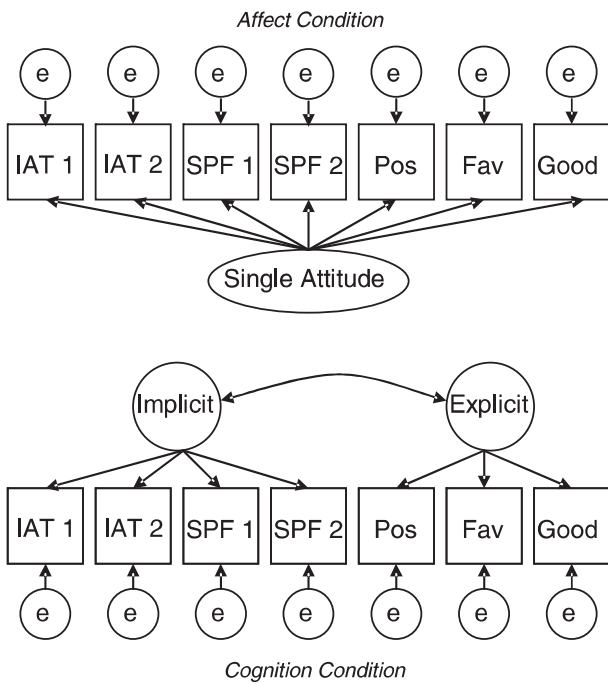 Affect Condition
e e e e e e e
IAT 1 IAT 2 SPF 1 SPF 2 Pos Fav Good
Single Attitude
Implicit Explicit
IAT 1 IAT 2 SPF 1 SPF 2 Pos Fav Good
e e e e e e e
Cognition Condition